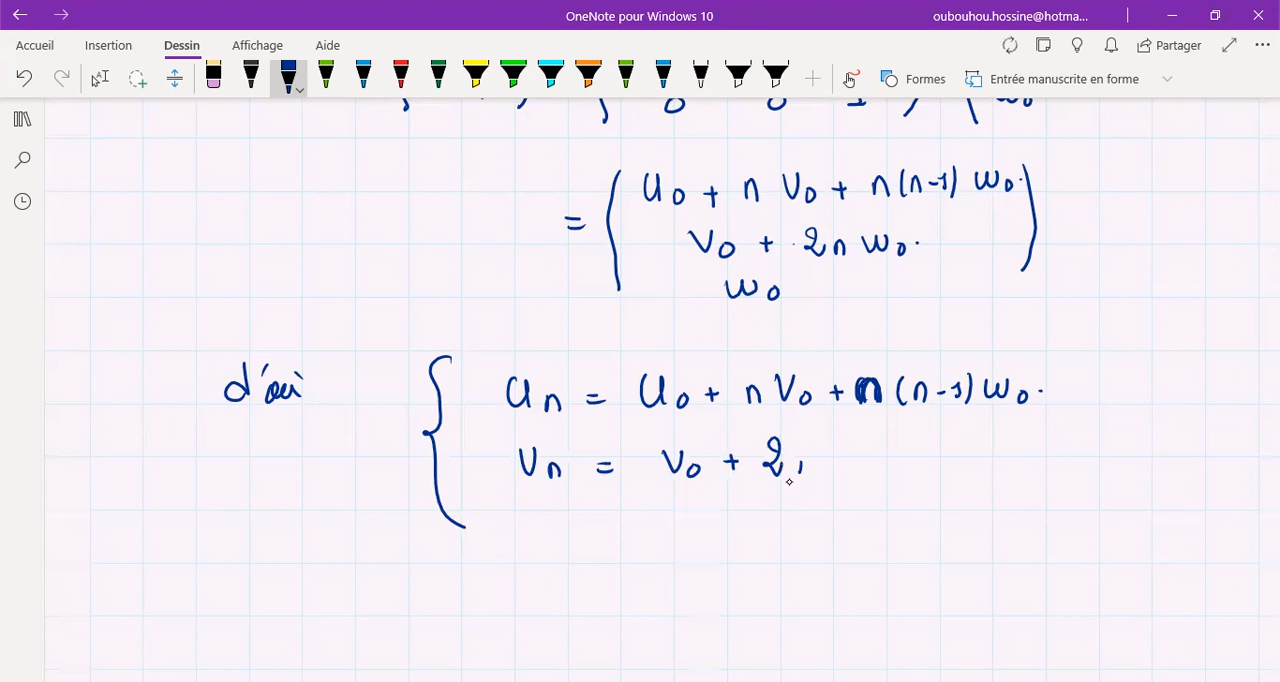 OneNote pour Windows 10
oubouhou.hossine@hotma...
Accueil Insertion Dessin Affichage Aide
Partager
Formes Entrée manuscrite en forme
= ( u₀ + n v₀ + n(n-1) w₀
v₀ + 2n w₀
w₀ )
d'où { uₙ = u₀ + n v₀ + n(n-1) w₀.
vₙ = v₀ + 2